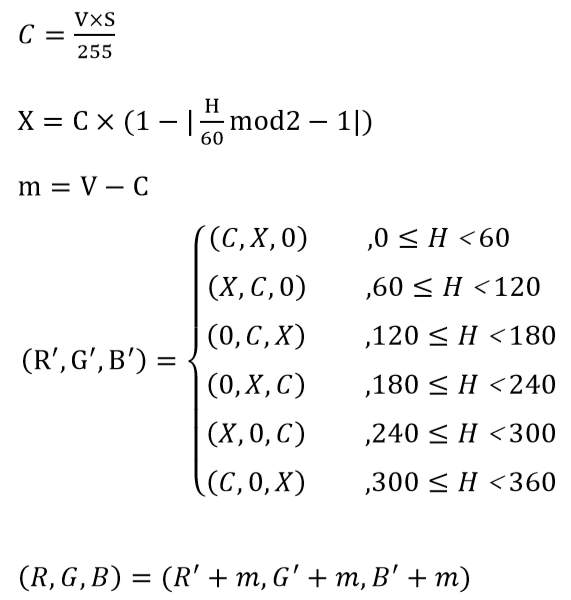 C = V×S/255
X = C × (1 − |H/60 mod2 − 1|)
m = V − C
(R′, G′, B′) = {
(C, X, 0) ,0 ≤ H <60
(X, C, 0) ,60 ≤ H <120
(0, C, X) ,120 ≤ H <180
(0, X, C) ,180 ≤ H <240
(X, 0, C) ,240 ≤ H <300
(C, 0, X) ,300 ≤ H <360
(R, G, B) = (R′ + m, G′ + m, B′ + m)